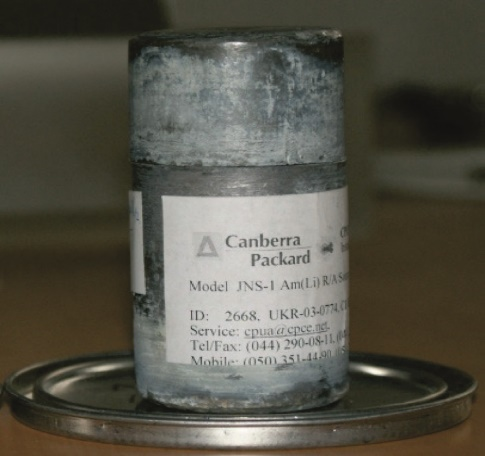 Canberra
Packard
Model JNS-1 Am(Li) R/A
ID: 2668, UKR-03-0774,
Service: cpua@cpce.net,
Tel/Fax: (044) 290-08-11,
Mobile: (050) 351-44-90,